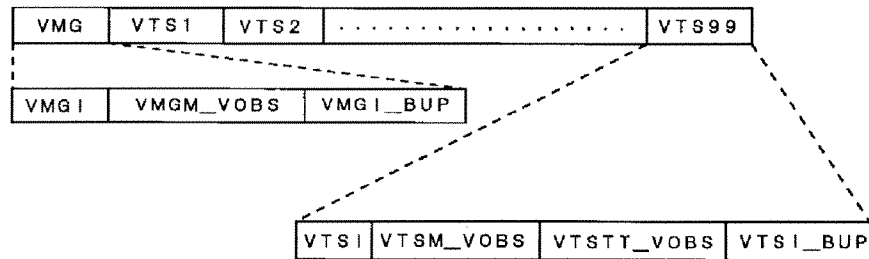 VMG VTS1 VTS2 . . . . . . . . . . . . . . . . . . . VTS99
VMGI VMGM_VOBS VMGI_BUP
VTSI VTSM_VOBS VTSTT_VOBS VTSI_BUP